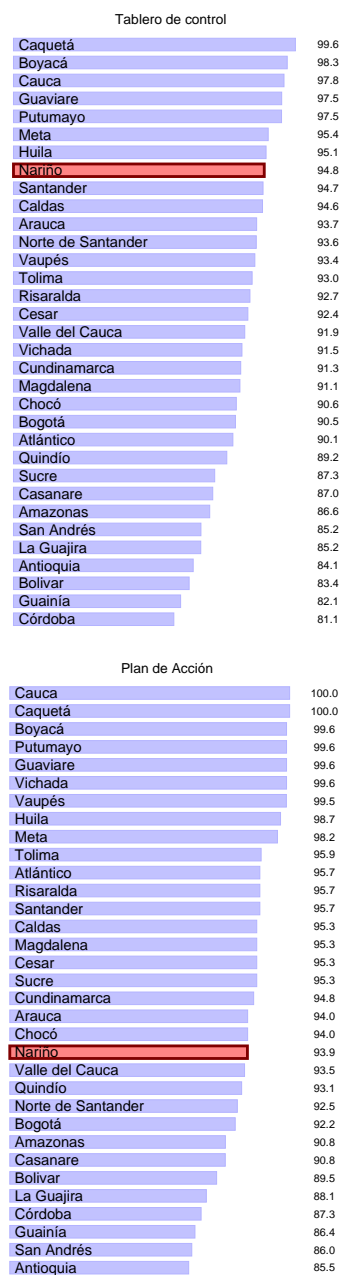 Tablero de control
Caquetá 99.6
Boyacá 98.3
Cauca 97.8
Guaviare 97.5
Putumayo 97.5
Meta 95.4
Huila 95.1
Nariño 94.8
Santander 94.7
Caldas 94.6
Arauca 93.7
Norte de Santander 93.6
Vaupés 93.4
Tolima 93.0
Risaralda 92.7
Cesar 92.4
Valle del Cauca 91.9
Vichada 91.5
Cundinamarca 91.3
Magdalena 91.1
Chocó 90.6
Bogotá 90.5
Atlántico 90.1
Quindío 89.2
Sucre 87.3
Casanare 87.0
Amazonas 86.6
San Andrés 85.2
La Guajira 85.2
Antioquia 84.1
Bolivar 83.4
Guainía 82.1
Córdoba 81.1
Plan de Acción
Cauca 100.0
Caquetá 100.0
Boyacá 99.6
Putumayo 99.6
Guaviare 99.6
Vichada 99.6
Vaupés 99.5
Huila 98.7
Meta 98.2
Tolima 95.9
Atlántico 95.7
Risaralda 95.7
Santander 95.7
Caldas 95.3
Magdalena 95.3
Cesar 95.3
Sucre 95.3
Cundinamarca 94.8
Arauca 94.0
Chocó 94.0
Nariño 93.9
Valle del Cauca 93.5
Quindío 93.1
Norte de Santander 92.5
Bogotá 92.2
Amazonas 90.8
Casanare 90.8
Bolivar 89.5
La Guajira 88.1
Córdoba 87.3
Guainía 86.4
San Andrés 86.0
Antioquia 85.5